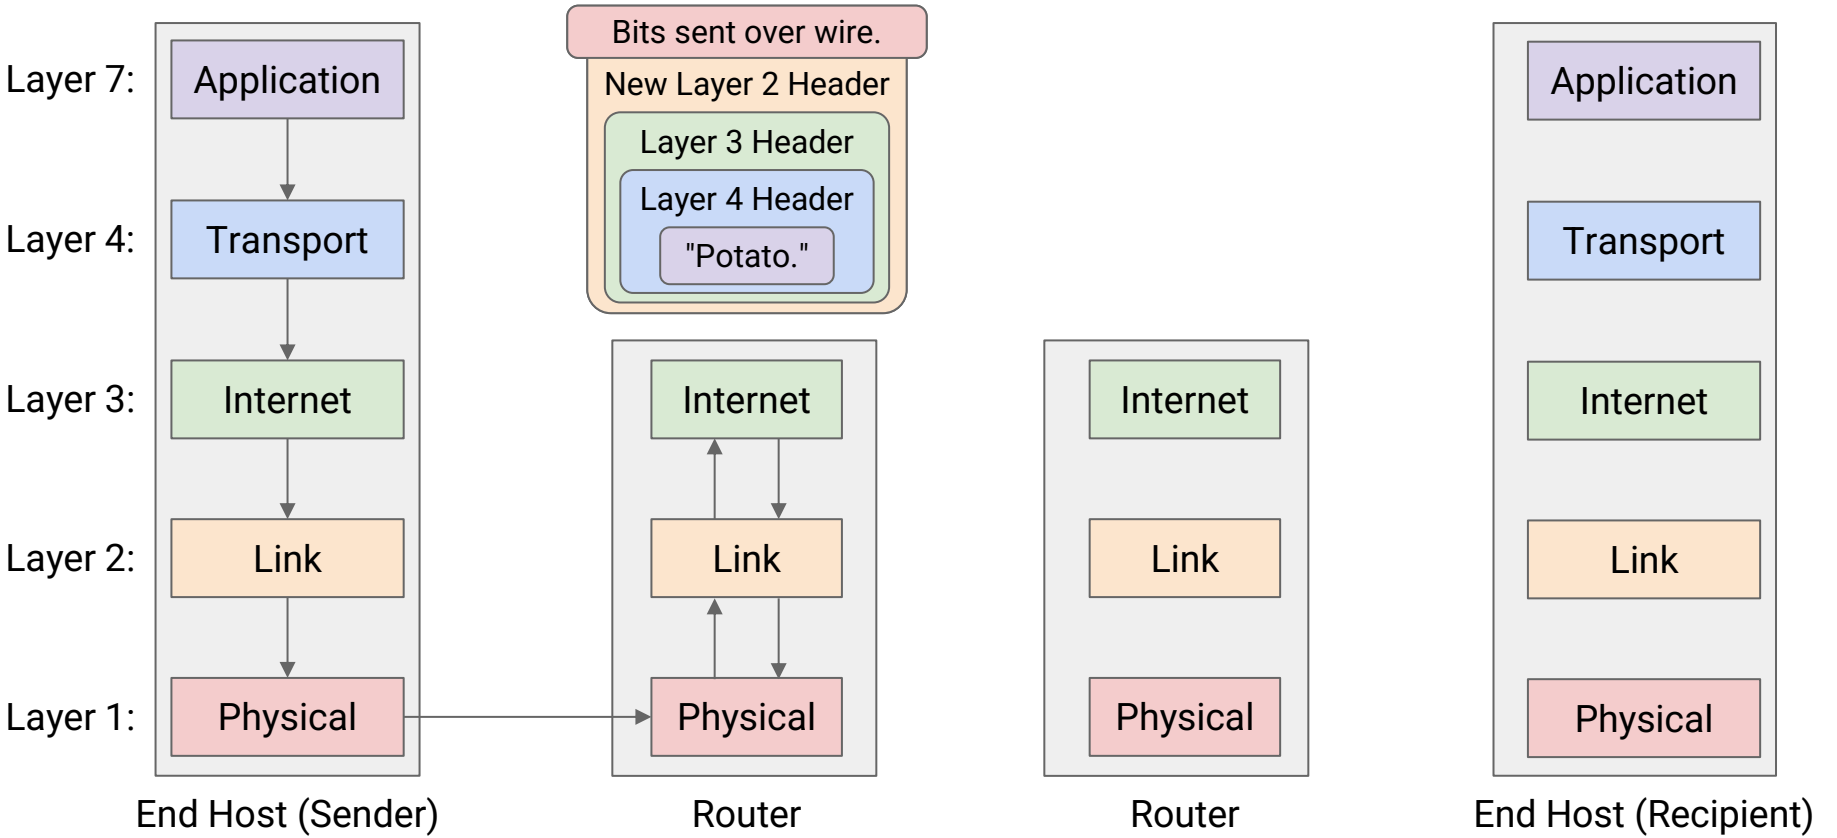 Layer 7:
Layer 4:
Layer 3:
Layer 2:
Layer 1:
Application
Transport
Internet
Link
Physical
End Host (Sender)
Bits sent over wire.
New Layer 2 Header
Layer 3 Header
Layer 4 Header
"Potato."
Internet
Link
Physical
Router
Internet
Link
Physical
Router
Application
Transport
Internet
Link
Physical
End Host (Recipient)